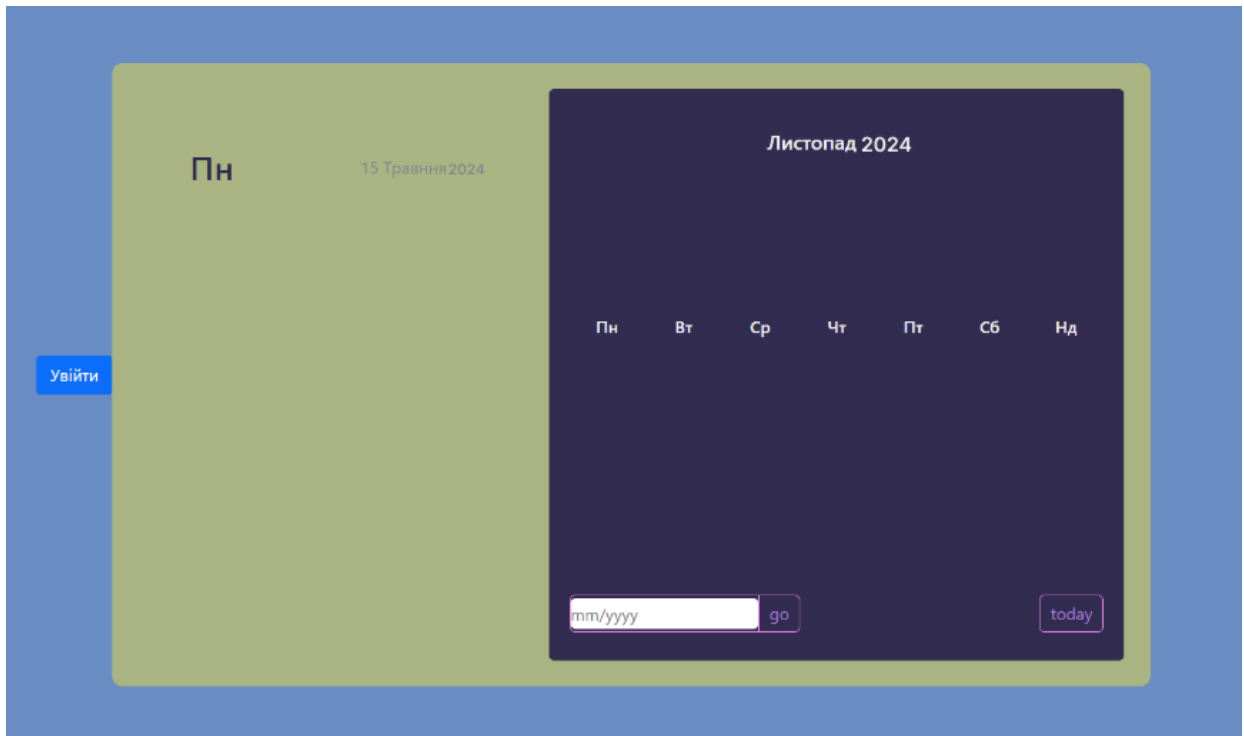 Увійти
Пн
15 Травня 2024
Листопад 2024
Пн Вт Ср Чт Пт Сб Нд
mm/yyyy go today